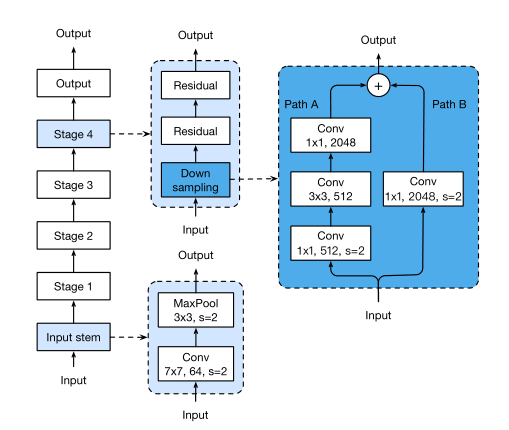 Output
Output
Stage 4
Stage 3
Stage 2
Stage 1
Input stem
Input
Output
Residual
Residual
Down
sampling
Input
Output
MaxPool
3x3, s=2
Conv
7x7, 64, s=2
Input
Output
+
Path A
Path B
Conv
1x1, 2048
Conv
3x3, 512
Conv
1x1, 2048, s=2
Conv
1x1, 512, s=2
Input